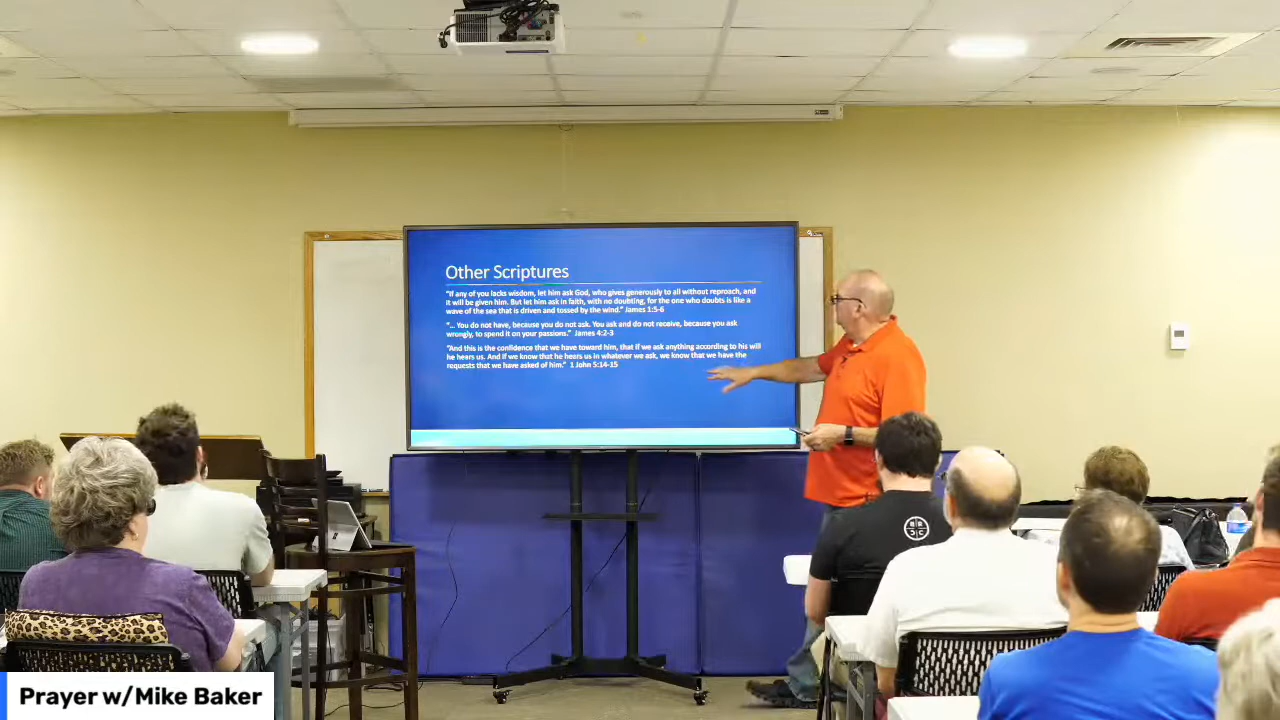 Other Scriptures
"If any of you lacks wisdom, let him ask God, who gives generously to all without reproach, and
it will be given him. But let him ask in faith, with no doubting, for the one who doubts is like a
wave of the sea that is driven and tossed by the wind." James 1:5-6
"... You do not have, because you do not ask. You ask and do not receive, because you ask
wrongly, to spend it on your passions." James 4:2-3
"And this is the confidence that we have toward him, that if we ask anything according to his will
he hears us. And if we know that he hears us in whatever we ask, we know that we have the
requests that we have asked of him." 1 John 5:14-15
Prayer w/Mike Baker